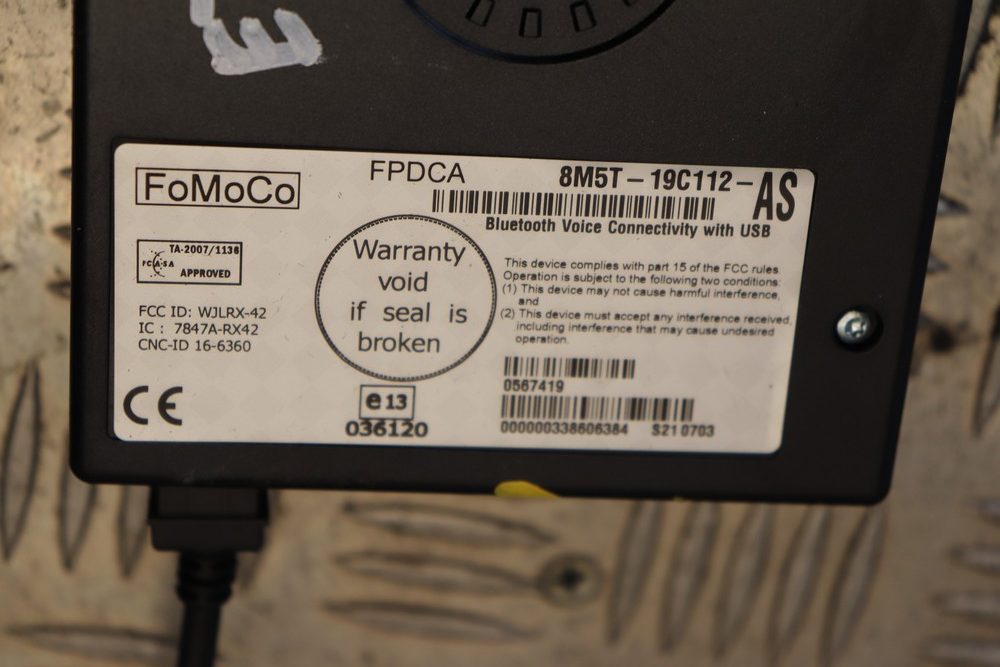 FoMoCo
FPDCA
8M5T-19C112-AS
Bluetooth Voice Connectivity with USB
TA-2007/1136
APPROVED
FCC ID: WJLRX-42
IC : 7847A-RX42
CNC-ID 16-6360
CE
Warranty
void
if seal is
broken
e13
036120
This device complies with part 15 of the FCC rules
Operation is subject to the following two conditions:
(1) This device may not cause harmful interference,
and
(2) This device must accept any interference received,
including interference that may cause undesired
operation.
0567419
000000338606384 S21 0703